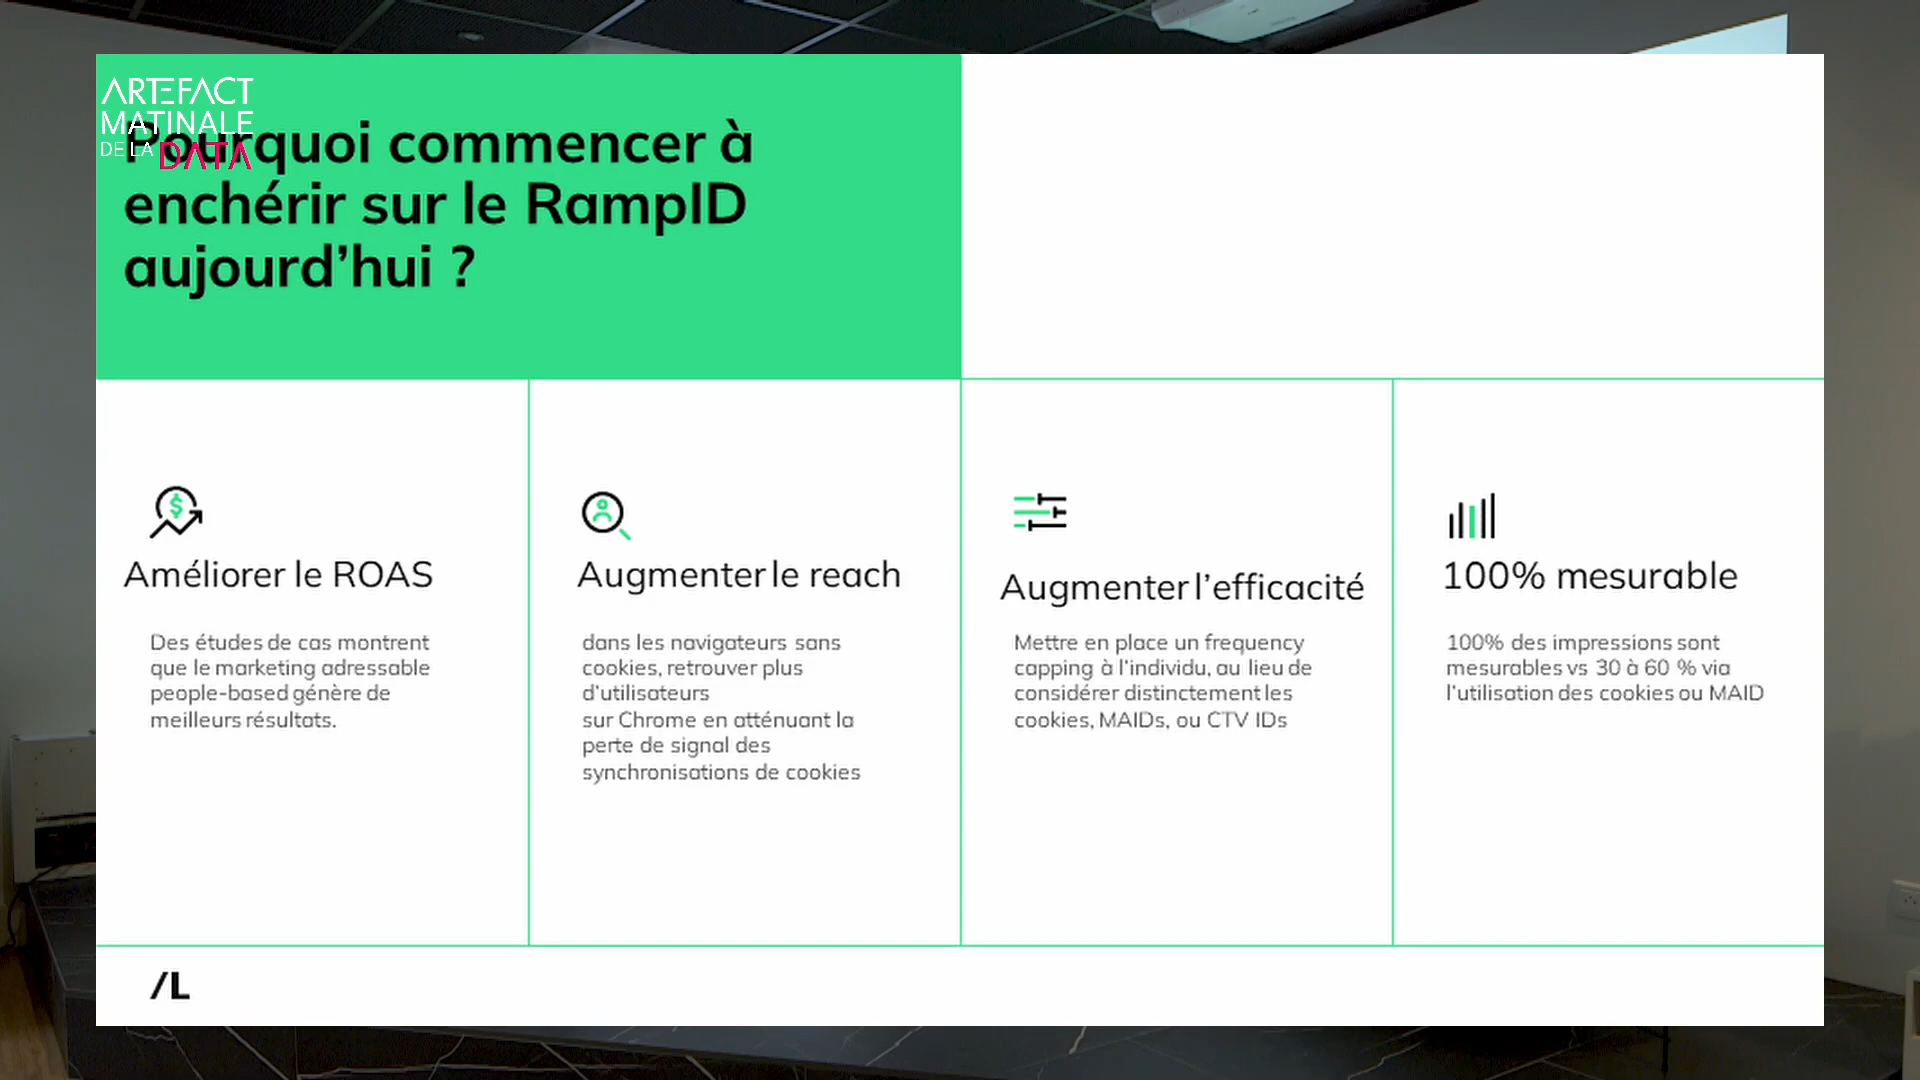 ARTEFACT
MATINALE
DE LA DATA
Pourquoi commencer à
enchérir sur le RampID
aujourd’hui ?
Améliorer le ROAS
Des études de cas montrent
que le marketing adressable
people-based génère de
meilleurs résultats.
Augmenter le reach
dans les navigateurs sans
cookies, retrouver plus
d’utilisateurs
sur Chrome en atténuant la
perte de signal des
synchronisations de cookies
Augmenter l’efficacité
Mettre en place un frequency
capping à l’individu, au lieu de
considérer distinctement les
cookies, MAIDs, ou CTV IDs
100% mesurable
100% des impressions sont
mesurables vs 30 à 60 % via
l’utilisation des cookies ou MAID
/L